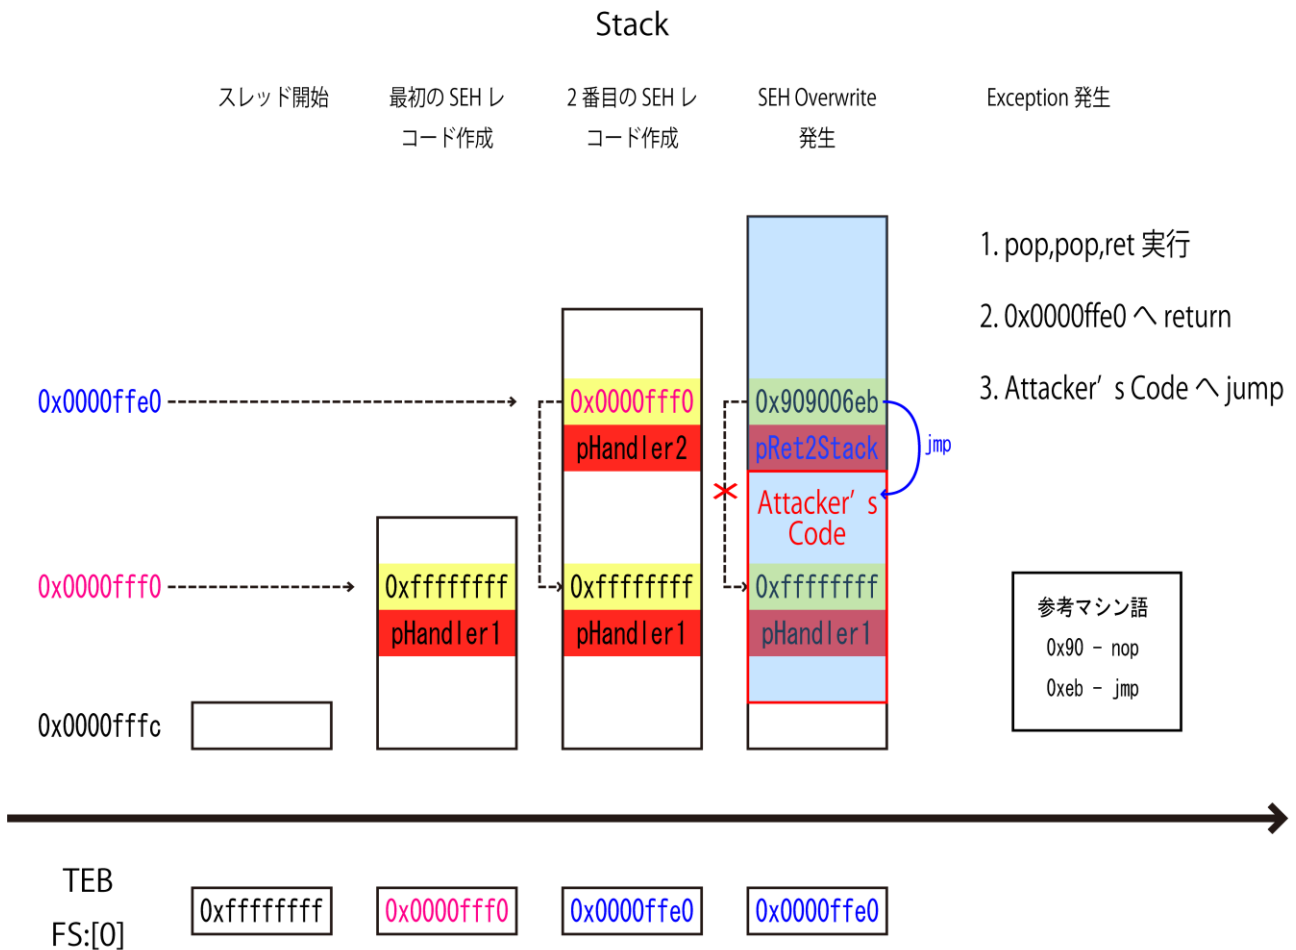 Stack
スレッド開始
最初の SEH レ
コード作成
2 番目の SEH レ
コード作成
SEH Overwrite
発生
Exception 発生
1. pop,pop,ret 実行
2. 0x0000ffe0 へ return
3. Attacker’s Code へ jump
0x0000ffe0
0x0000fff0
0x909006eb
pHandler2
pRet2Stack
jmp
Attacker’s
Code
0x0000fff0
0xffffffff
0xffffffff
0xffffffff
pHandler1
pHandler1
pHandler1
0x0000fffc
参考マシン語
0x90 - nop
0xeb - jmp
TEB
FS:[0]
0xffffffff
0x0000fff0
0x0000ffe0
0x0000ffe0